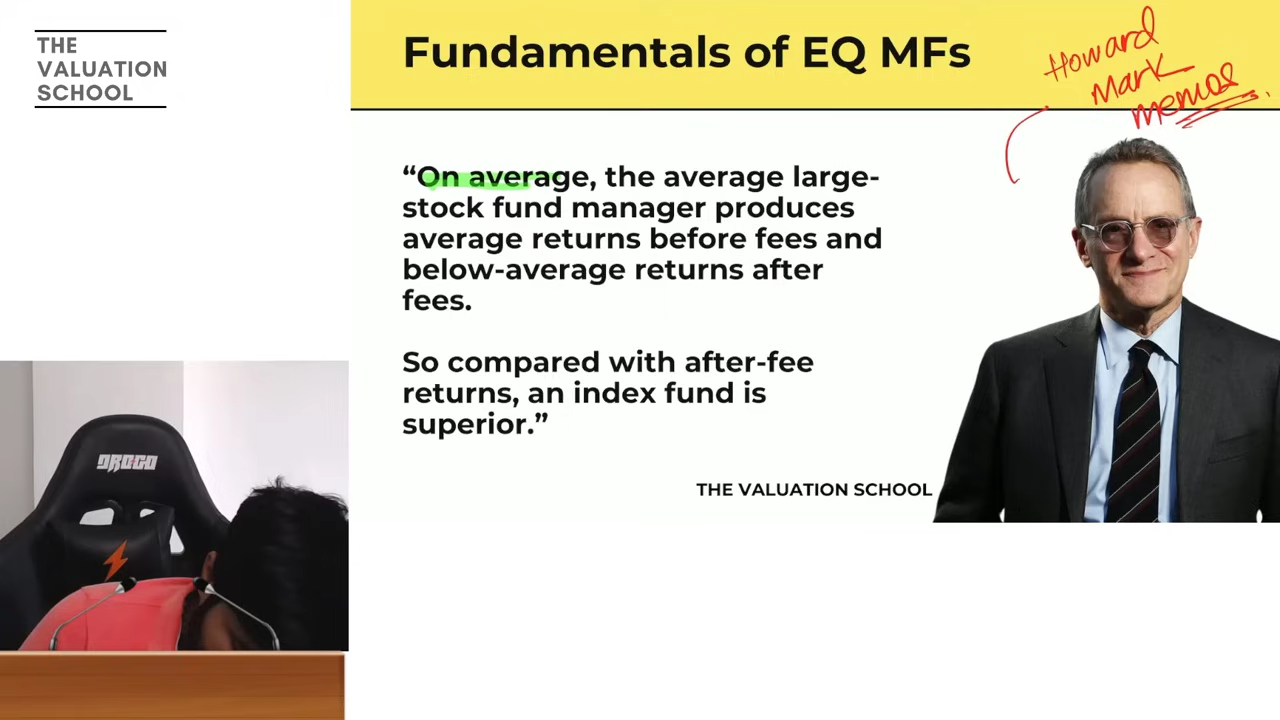 THE
VALUATION
SCHOOL
Fundamentals of EQ MFs
Howard
Mark
memos
“On average, the average large-
stock fund manager produces
average returns before fees and
below-average returns after
fees.
So compared with after-fee
returns, an index fund is
superior.”
THE VALUATION SCHOOL
DROGO